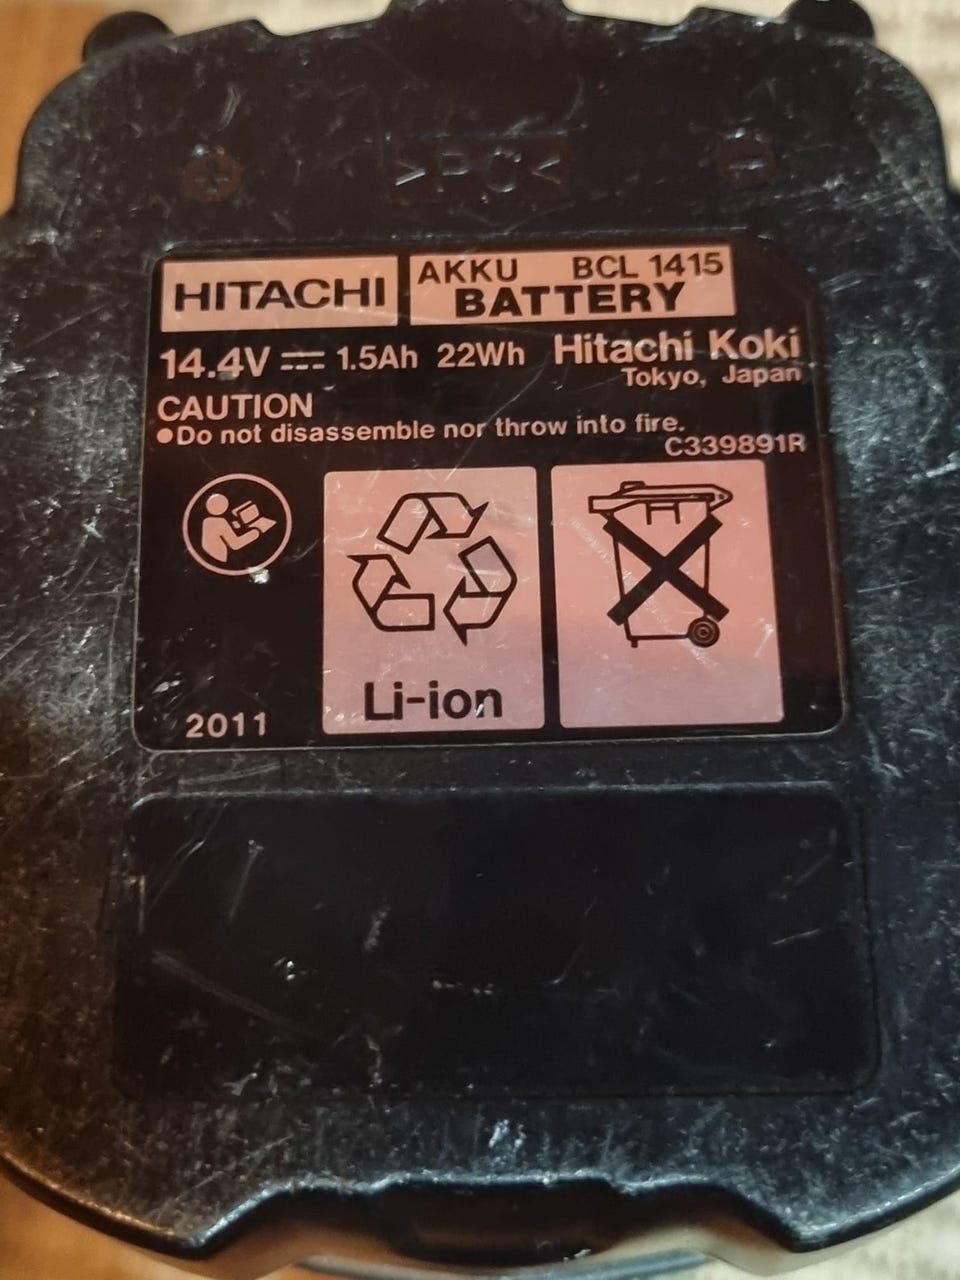 + >PC< −
HITACHI
AKKU BCL 1415
BATTERY
14.4V ⎓ 1.5Ah 22Wh Hitachi Koki
Tokyo, Japan
CAUTION
●Do not disassemble nor throw into fire.
C339891R
Li-ion
2011